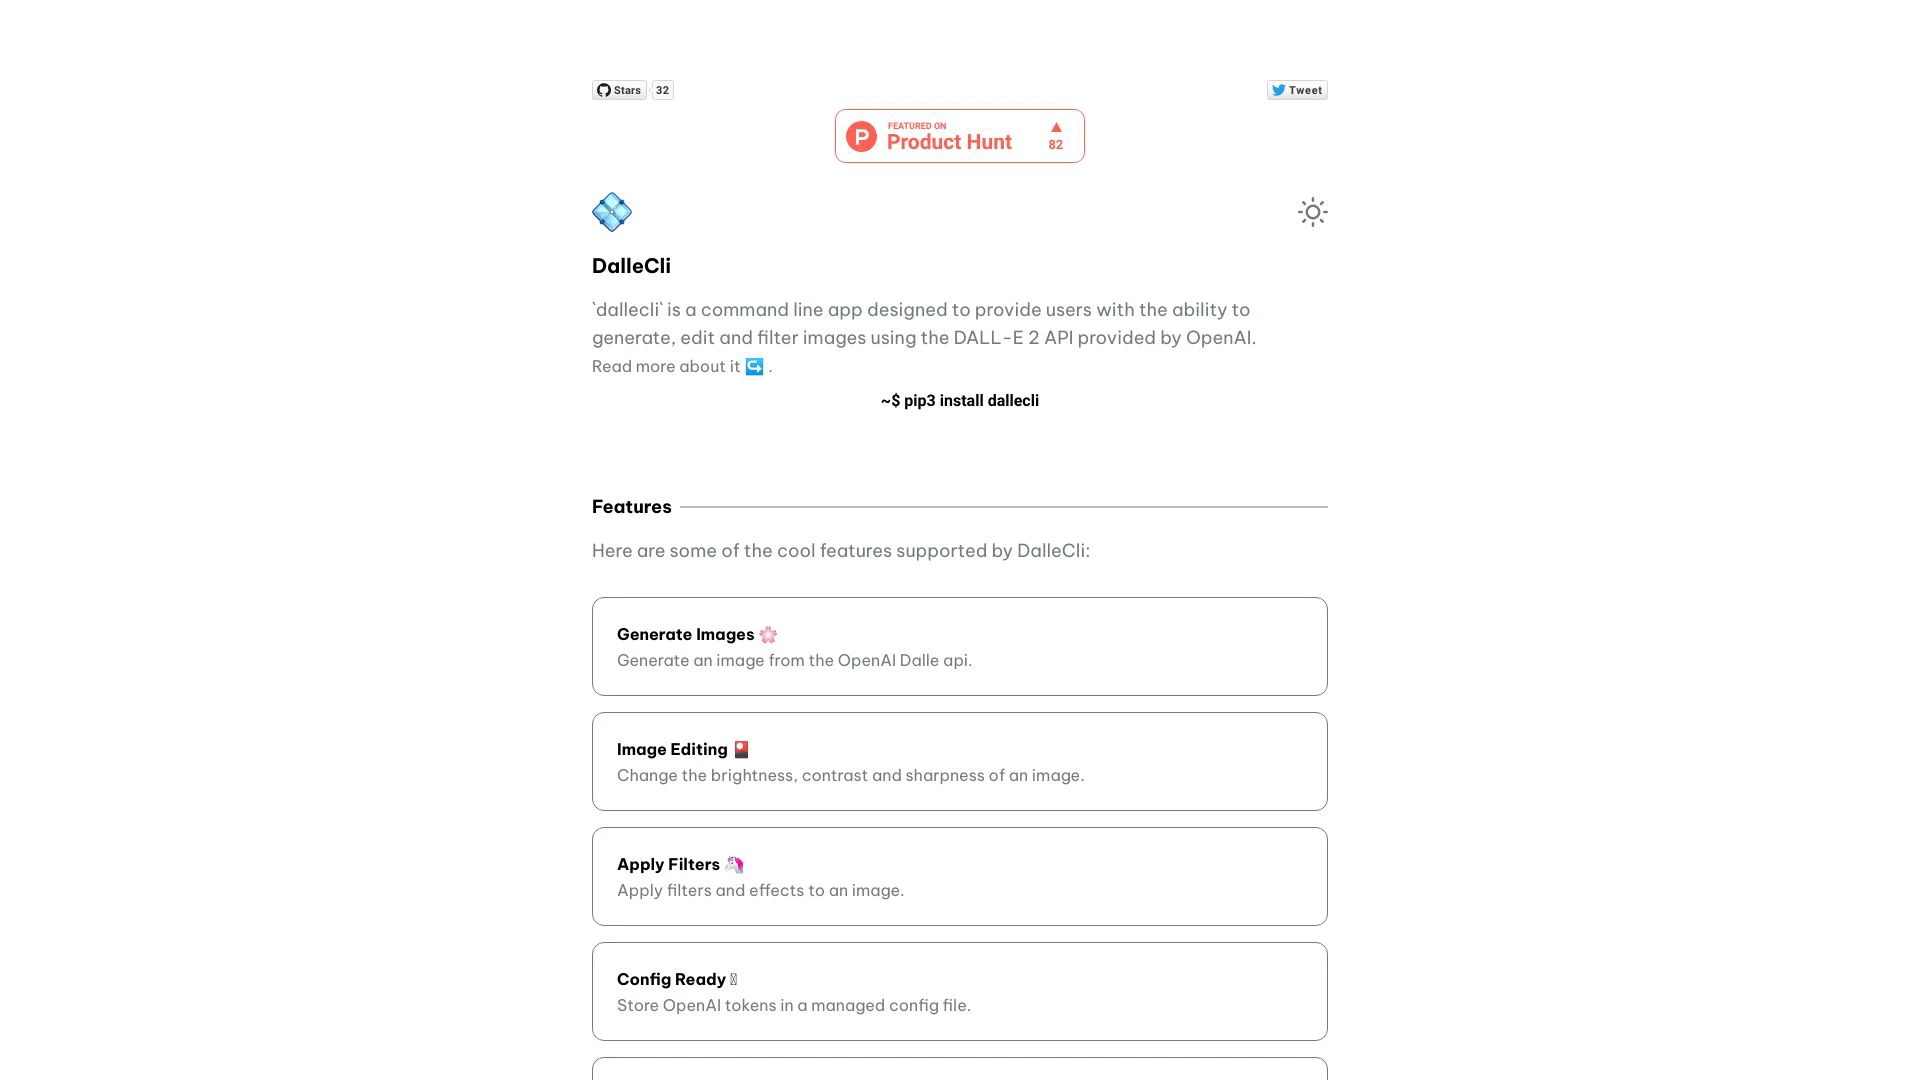 Stars 32
Tweet
FEATURED ON
Product Hunt
82
DalleCli
`dallecli` is a command line app designed to provide users with the ability to
generate, edit and filter images using the DALL-E 2 API provided by OpenAI.
Read more about it ↪️ .
~$ pip3 install dallecli
Features
Here are some of the cool features supported by DalleCli:
Generate Images 🌸
Generate an image from the OpenAI Dalle api.
Image Editing 🎴
Change the brightness, contrast and sharpness of an image.
Apply Filters 🦄
Apply filters and effects to an image.
Config Ready
Store OpenAI tokens in a managed config file.